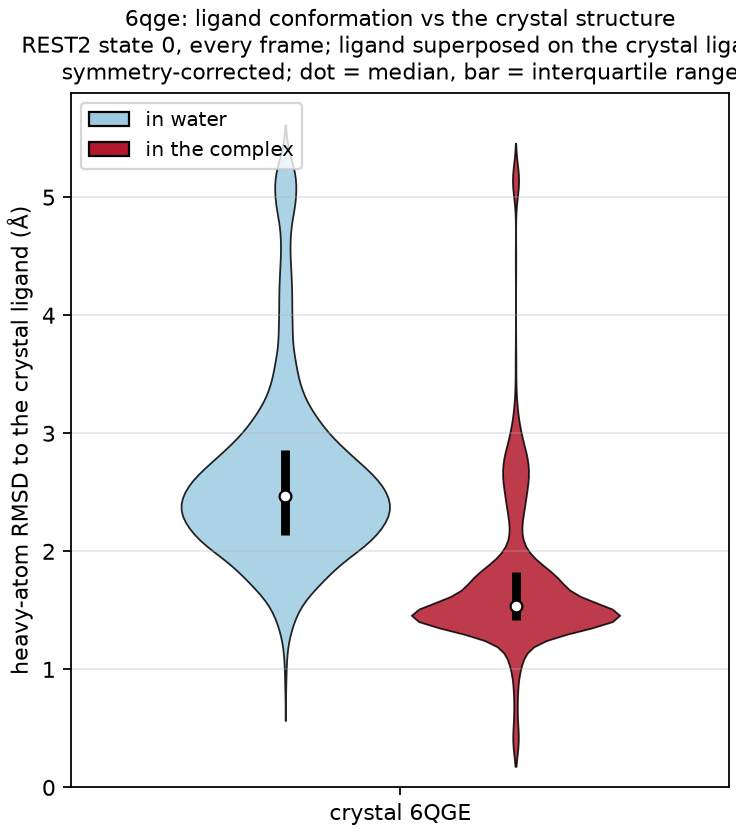 6qge: ligand conformation vs the crystal structure
REST2 state 0, every frame; ligand superposed on the crystal liga
symmetry-corrected; dot = median, bar = interquartile range
in water
in the complex
heavy-atom RMSD to the crystal ligand (Å)
5
4
3
2
1
0
crystal 6QGE